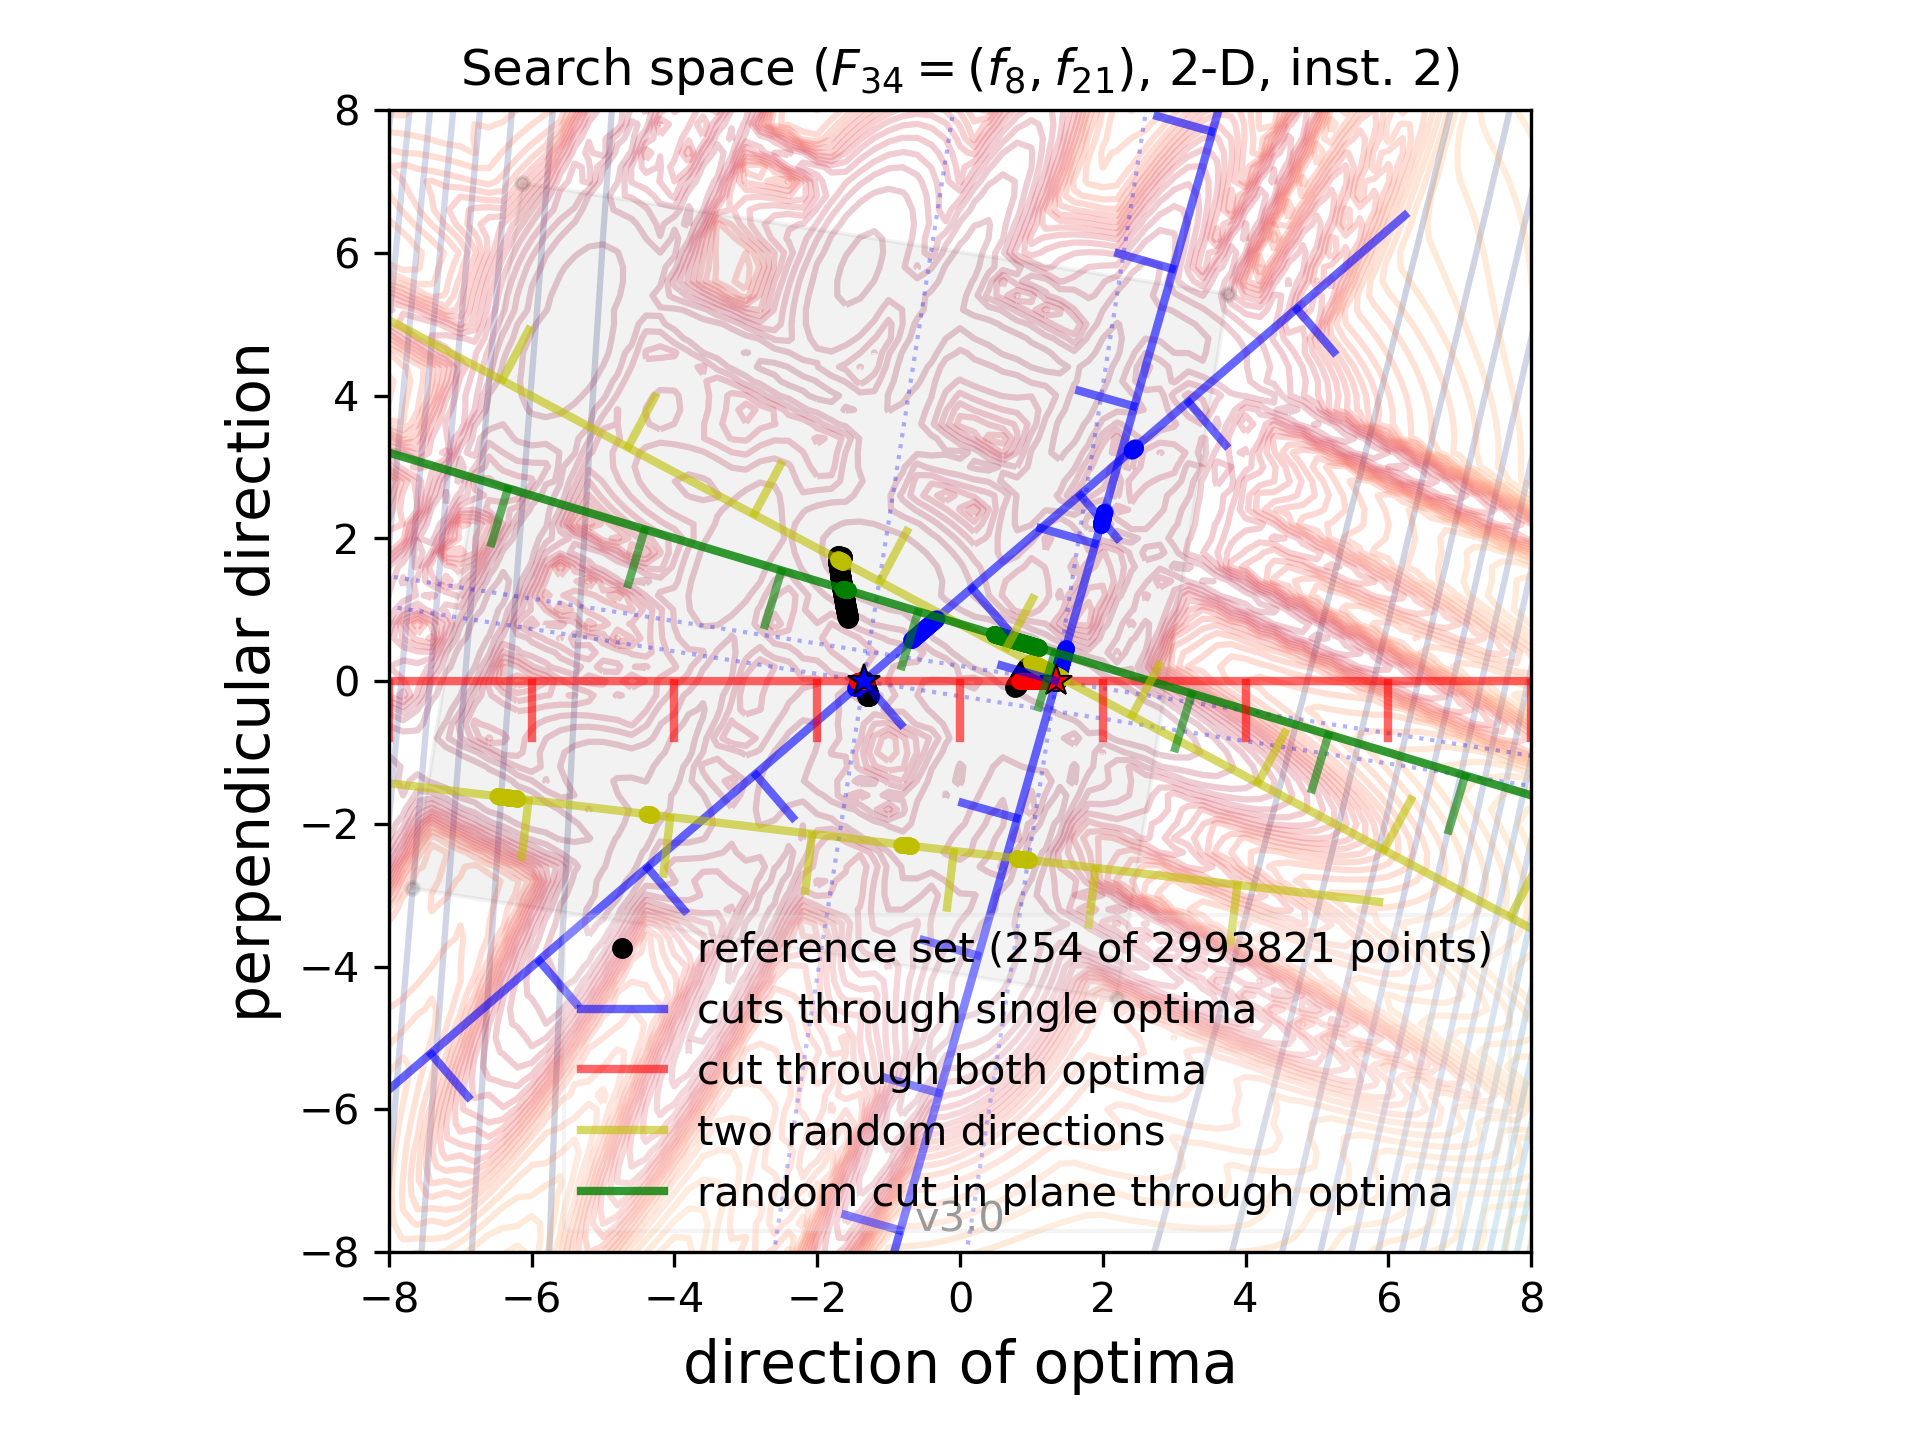 Search space (F₃₄ = (f₈, f₂₁), 2-D, inst. 2)
8
6
4
2
0
−2
−4
−6
−8
perpendicular direction
reference set (254 of 2993821 points)
cuts through single optima
cut through both optima
two random directions
random cut in plane through optima
v3.0
−8 −6 −4 −2 0 2 4 6 8
direction of optima